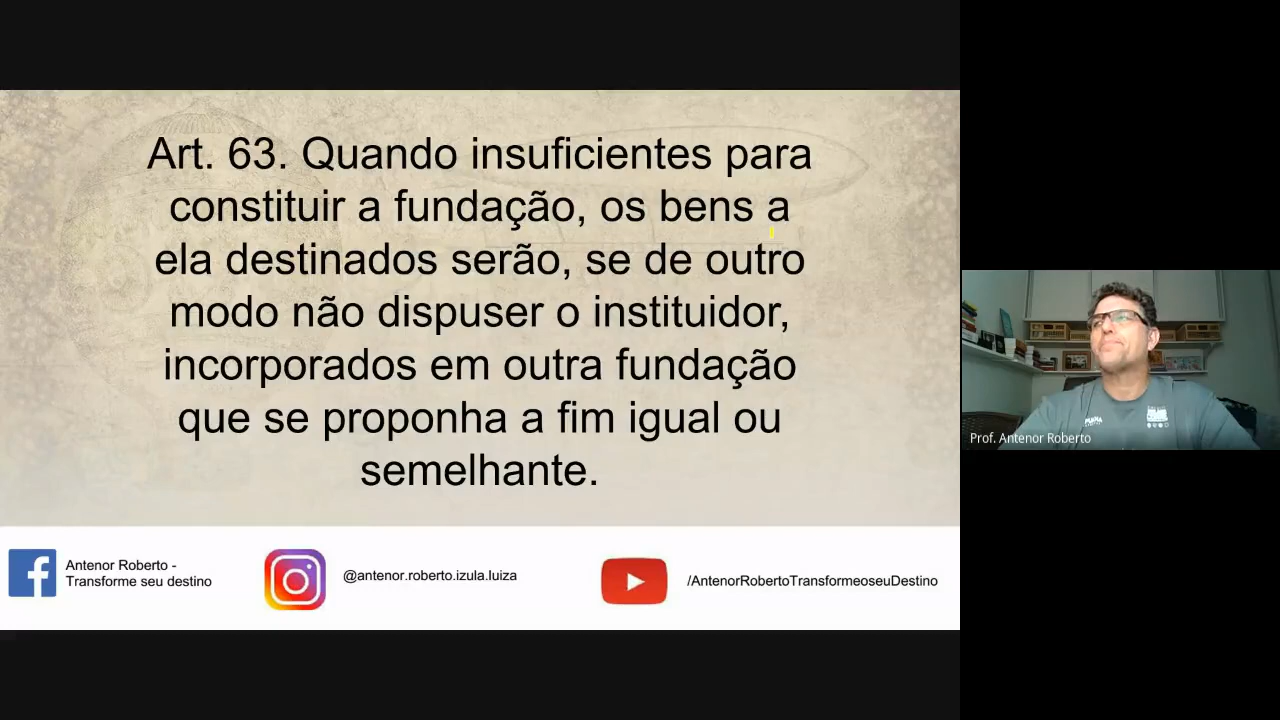 Art. 63. Quando insuficientes para
constituir a fundação, os bens a
ela destinados serão, se de outro
modo não dispuser o instituidor,
incorporados em outra fundação
que se proponha a fim igual ou
semelhante.
Antenor Roberto -
Transforme seu destino
@antenor.roberto.izula.luiza
/AntenorRobertoTransformeoseuDestino
Prof. Antenor Roberto